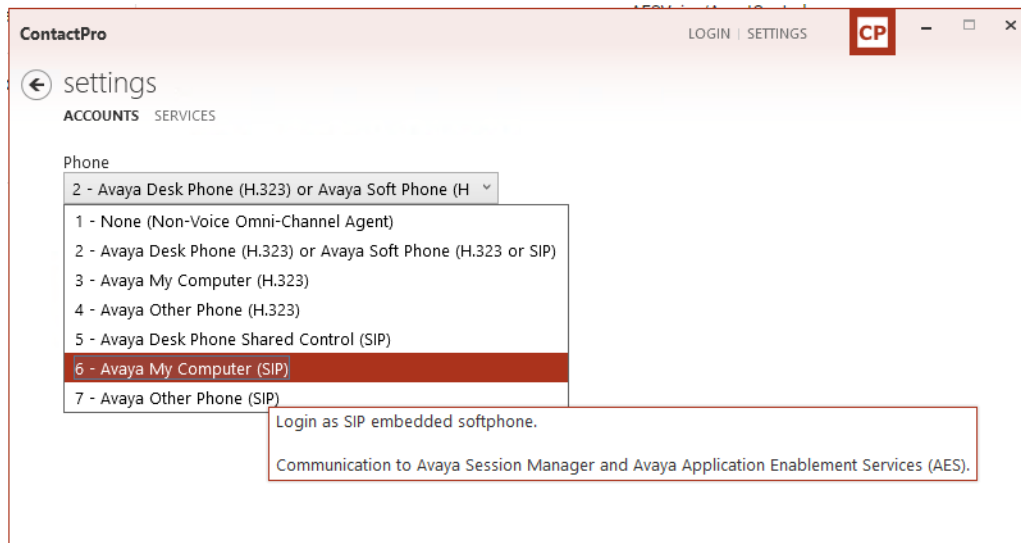 ContactPro
LOGIN | SETTINGS
CP
settings
ACCOUNTS SERVICES
Phone
2 - Avaya Desk Phone (H.323) or Avaya Soft Phone (H
1 - None (Non-Voice Omni-Channel Agent)
2 - Avaya Desk Phone (H.323) or Avaya Soft Phone (H.323 or SIP)
3 - Avaya My Computer (H.323)
4 - Avaya Other Phone (H.323)
5 - Avaya Desk Phone Shared Control (SIP)
6 - Avaya My Computer (SIP)
7 - Avaya Other Phone (SIP)
Login as SIP embedded softphone.
Communication to Avaya Session Manager and Avaya Application Enablement Services (AES).